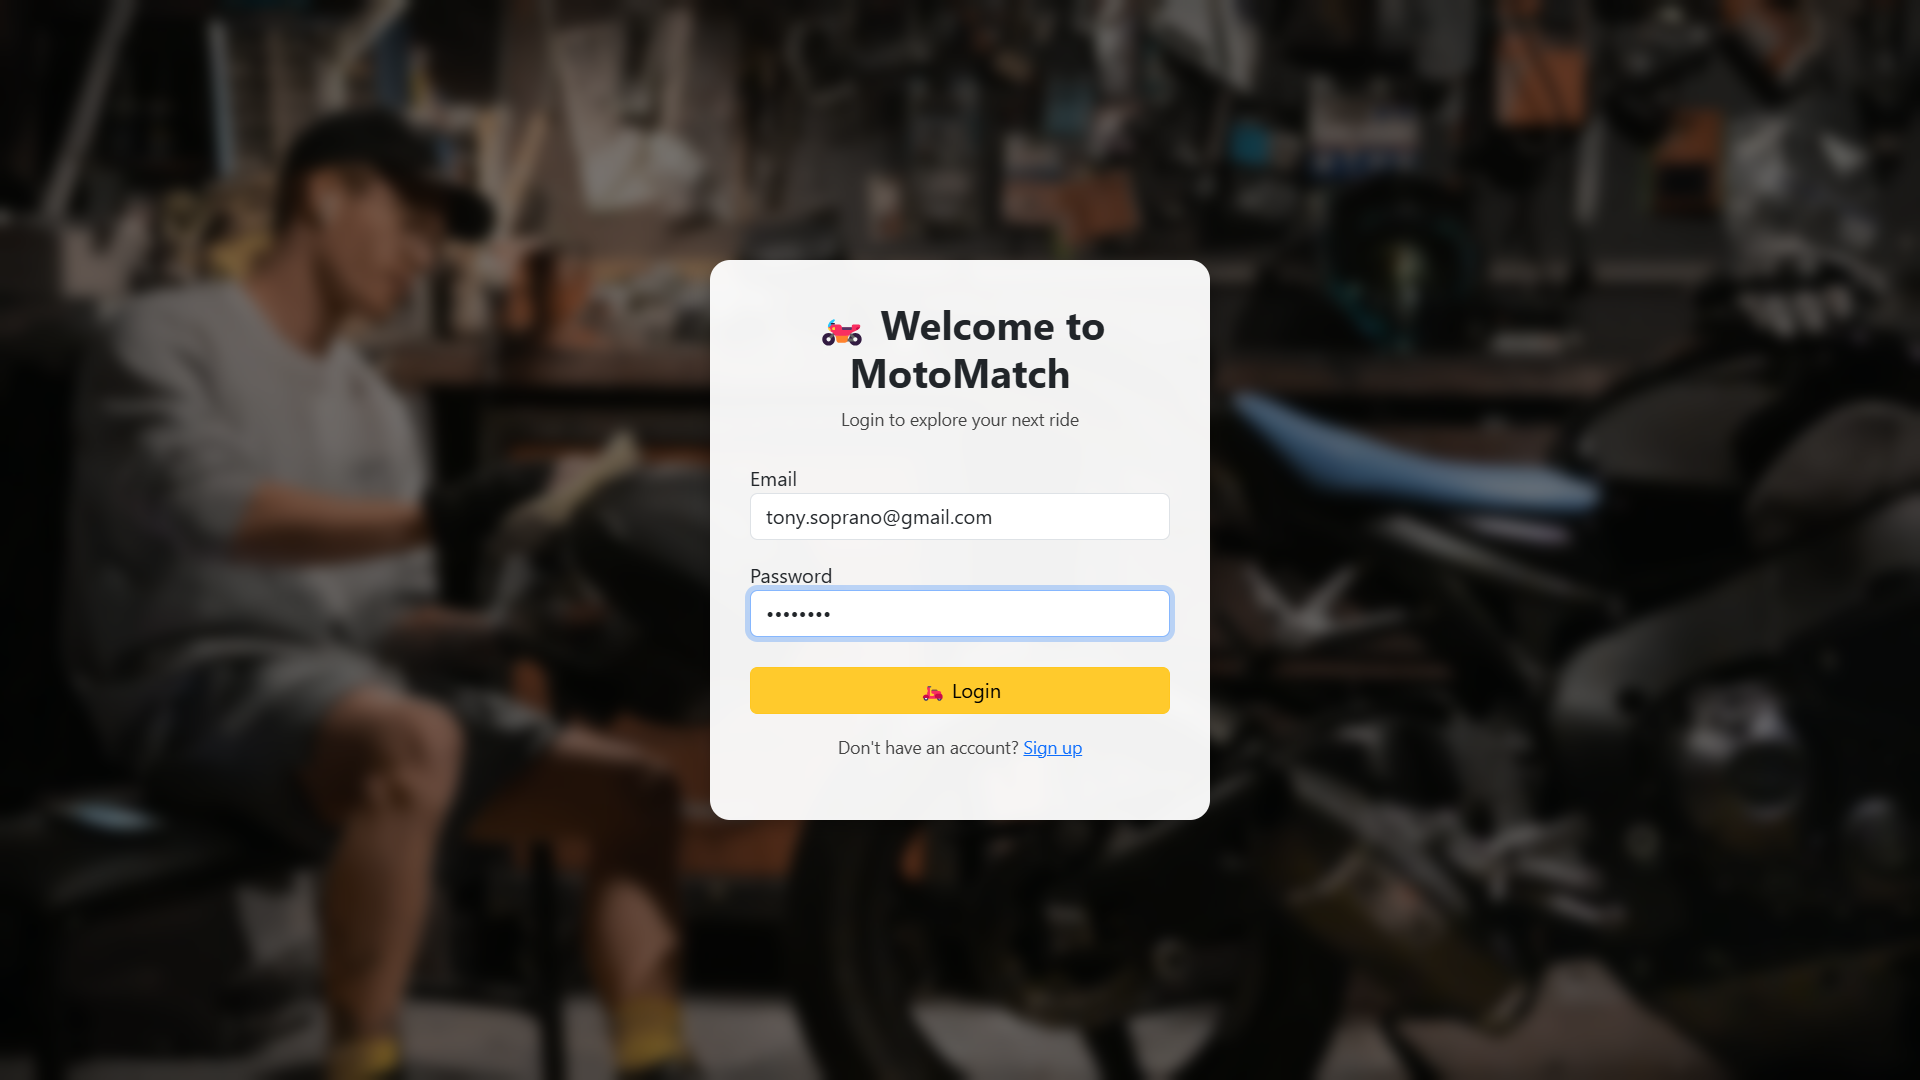 🏍️ Welcome to
MotoMatch
Login to explore your next ride
Email
tony.soprano@gmail.com
Password
••••••••
🛵 Login
Don't have an account? Sign up